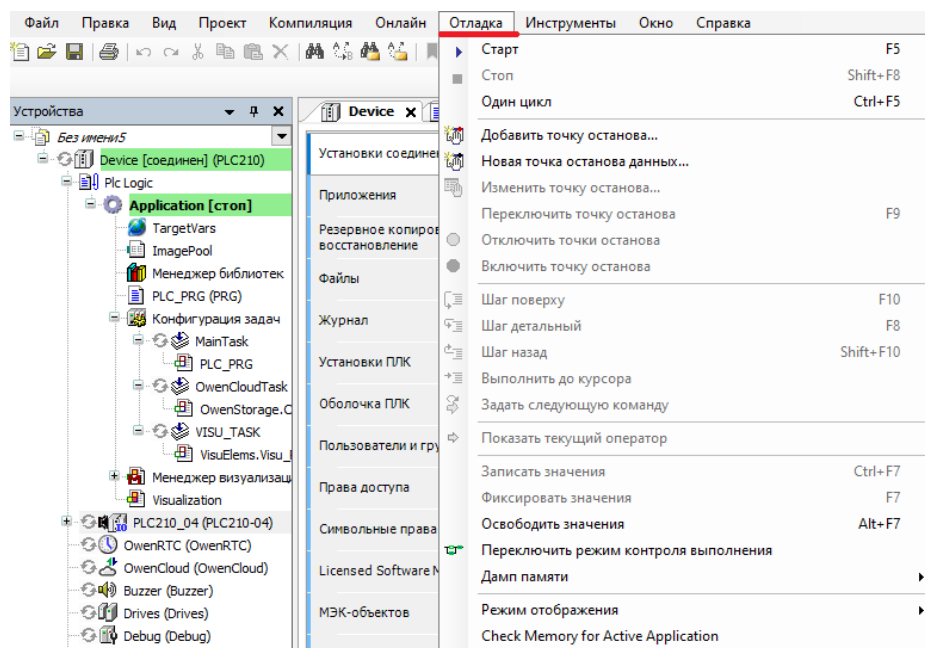 Файл Правка Вид Проект Компиляция Онлайн Отладка Инструменты Окно Справка
Устройства
Без имени5
Device [соединен] (PLC210)
Plc Logic
Application [стоп]
TargetVars
ImagePool
Менеджер библиотек
PLC_PRG (PRG)
Конфигурация задач
MainTask
PLC_PRG
OwenCloudTask
OwenStorage.C
VISU_TASK
VisuElems.Visu_
Менеджер визуализац
Visualization
PLC210_04 (PLC210-04)
OwenRTC (OwenRTC)
OwenCloud (OwenCloud)
Buzzer (Buzzer)
Drives (Drives)
Debug (Debug)
Device
Установки соедине
Приложения
Резервное копиров
восстановление
Файлы
Журнал
Установки ПЛК
Оболочка ПЛК
Пользователи и гру
Права доступа
Символьные права
Licensed Software M
МЭК-объектов
Старт F5
Стоп Shift+F8
Один цикл Ctrl+F5
Добавить точку останова...
Новая точка останова данных...
Изменить точку останова...
Переключить точку останова F9
Отключить точки останова
Включить точку останова
Шаг поверху F10
Шаг детальный F8
Шаг назад Shift+F10
Выполнить до курсора
Задать следующую команду
Показать текущий оператор
Записать значения Ctrl+F7
Фиксировать значения F7
Освободить значения Alt+F7
Переключить режим контроля выполнения
Дамп памяти
Режим отображения
Check Memory for Active Application